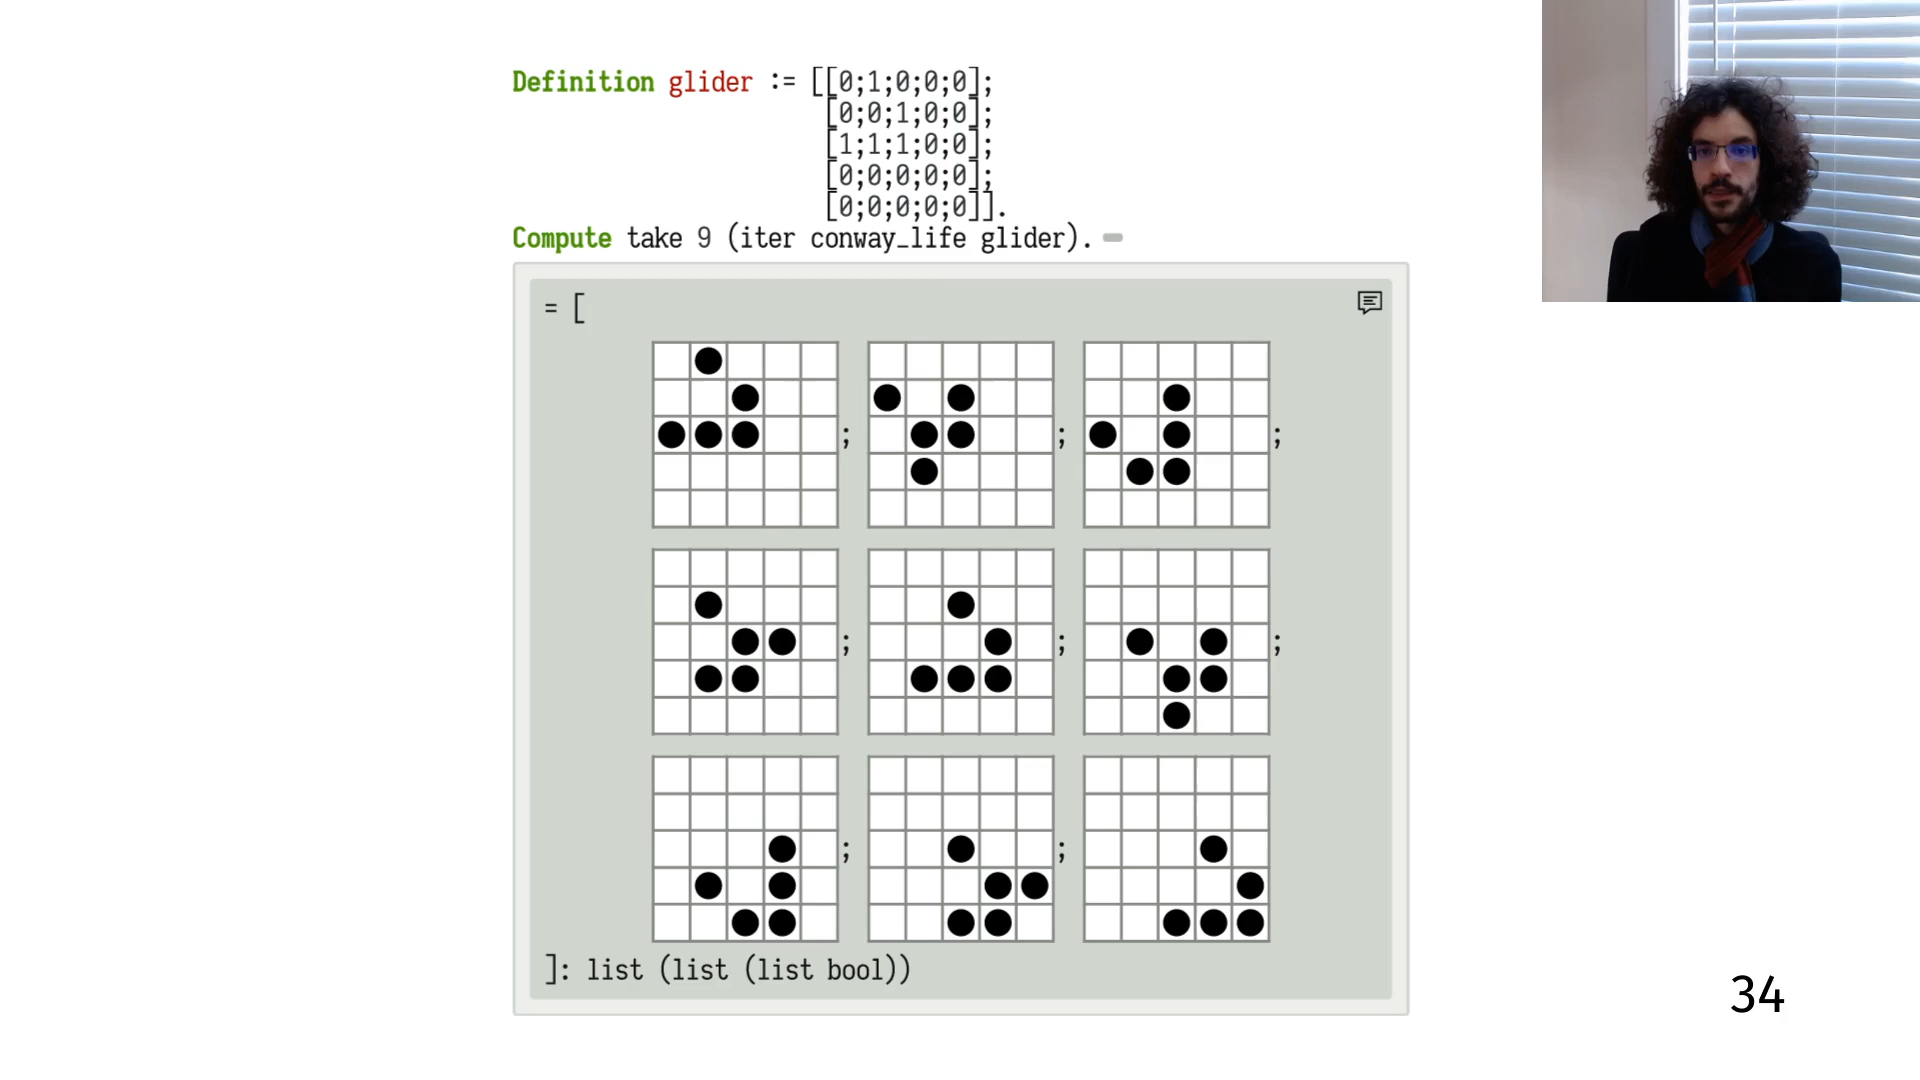 Definition glider := [[0;1;0;0;0];
[0;0;1;0;0];
[1;1;1;0;0];
[0;0;0;0;0];
[0;0;0;0;0]].
Compute take 9 (iter conway_life glider).
= [
; ; ;
; ; ;
; ;
]: list (list (list bool))
34